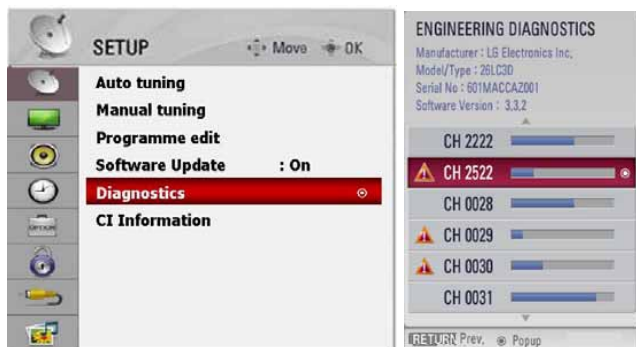 SETUP
Move OK
Auto tuning
Manual tuning
Programme edit
Software Update : On
Diagnostics
CI Information
OPTION
ENGINEERING DIAGNOSTICS
Manufacturer : LG Electronics Inc,
Model/Type : 26LC3D
Serial No : 601MACCAZ001
Software Version : 3,3,2
CH 2222
CH 2522
CH 0028
CH 0029
CH 0030
CH 0031
RETURN Prev. Popup